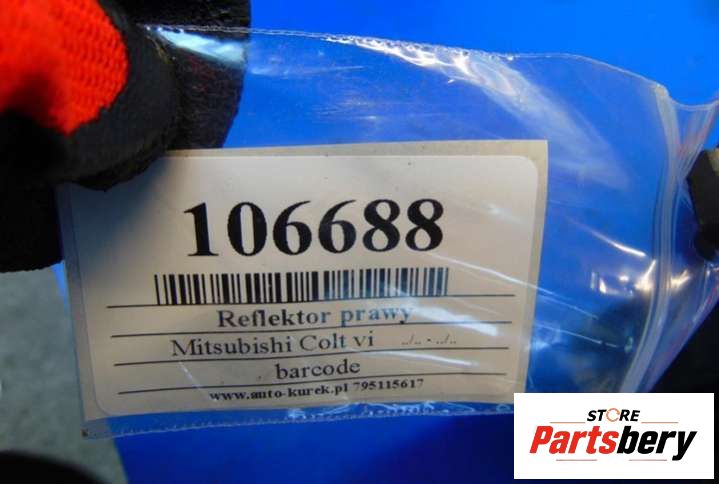 106688
Reflektor prawy
Mitsubishi Colt vi ../.. - ../..
barcode
www.auto-kurek.pl 795115617
STORE
Partsbery